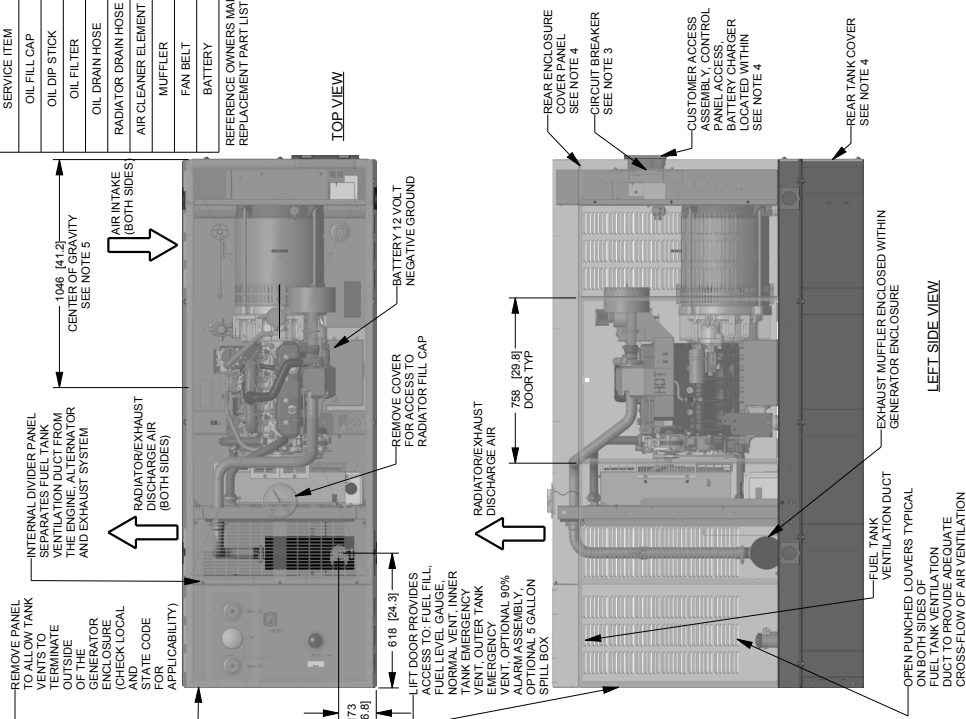 SERVICE ITEM
OIL FILL CAP
OIL DIP STICK
OIL FILTER
OIL DRAIN HOSE
RADIATOR DRAIN HOSE
AIR CLEANER ELEMENT
MUFFLER
FAN BELT
BATTERY
REFERENCE OWNERS
REPLACEMENT PART LIST
1046 [41.2]
CENTER OF GRAVITY
SEE NOTE 5
AIR INTAKE
(BOTH SIDES)
TOP VIEW
INTERNAL DIVIDER PANEL
SEPARATES FUEL TANK
VENTILATION DUCT FROM
THE ENGINE, ALTERNATOR
AND EXHAUST SYSTEM
RADIATOR/EXHAUST
DISCHARGE AIR
(BOTH SIDES)
REMOVE PANEL
TO ALLOW TANK
VENTS TO
TERMINATE
OUTSIDE
OF THE
GENERATOR
ENCLOSURE
(CHECK LOCAL
AND
STATE CODE
FOR
APPLICABILITY)
BATTERY 12 VOLT
NEGATIVE GROUND
REMOVE COVER
FOR ACCESS TO
RADIATOR FILL CAP
618 [24.3]
LIFT DOOR PROVIDES
ACCESS TO: FUEL FILL,
FUEL LEVEL GAUGE,
NORMAL VENT, INNER
TANK EMERGENCY
VENT, OUTER TANK
EMERGENCY
VENT, OPTIONAL 90%
ALARM ASSEMBLY,
OPTIONAL 5 GALLON
SPILL BOX
RADIATOR/EXHAUST
DISCHARGE AIR
758 [29.8]
DOOR TYP
HOT
REAR ENCLOSURE
COVER PANEL
SEE NOTE 4
CIRCUIT BREAKER
SEE NOTE 3
CUSTOMER ACCESS
ASSEMBLY, CONTROL
PANEL ACCESS,
BATTERY CHARGER
LOCATED WITHIN
SEE NOTE 4
REAR TANK COVER
SEE NOTE 4
LEFT SIDE VIEW
EXHAUST MUFFLER ENCLOSED WITHIN
GENERATOR ENCLOSURE
FUEL TANK
VENTILATION DUCT
OPEN PUNCHED LOUVERS TYPICAL
ON BOTH SIDES OF
FUEL TANK VENTILATION
DUCT TO PROVIDE ADEQUATE
CROSS-FLOW OF AIR VENTILATION